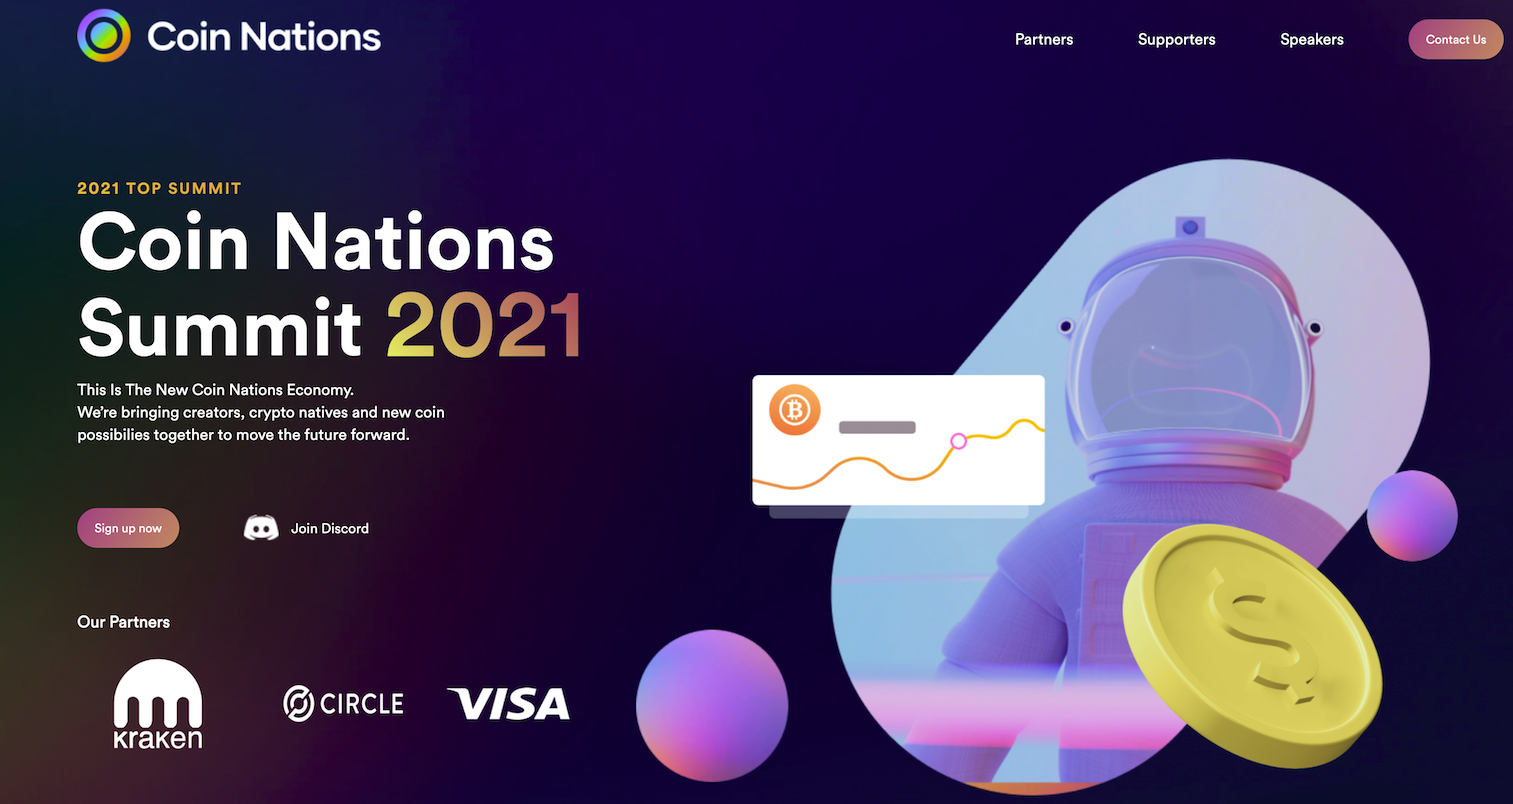 Coin Nations
Partners
Supporters
Speakers
Contact Us
2021 TOP SUMMIT
Coin Nations
Summit 2021
This Is The New Coin Nations Economy.
We’re bringing creators, crypto natives and new coin
possibilies together to move the future forward.
Sign up now
Join Discord
Our Partners
kraken
CIRCLE
VISA